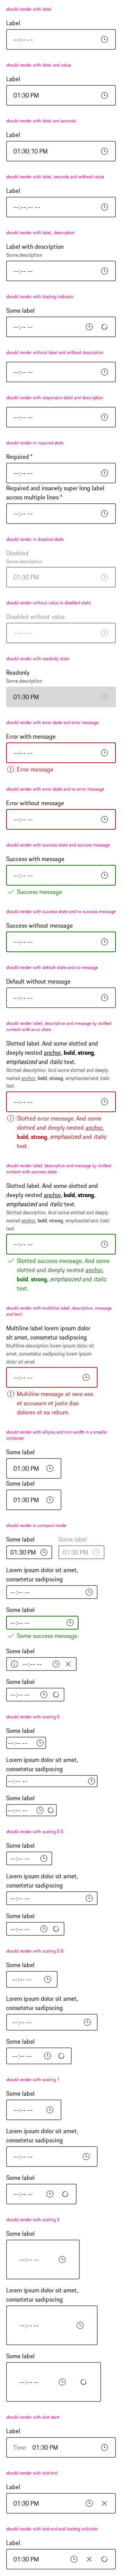 should render with label
Label
--:-- --
should render with label and value
Label
01:30 PM
should render with label and seconds
Label
01:30:10 PM
should render with label, seconds and without value
Label
--:--:-- --
should render with label, description
Label with description
Some description
--:-- --
should render with loading indicator
Some label
--:-- --
should render without label and without description
--:-- --
should render with responsive label and description
--:-- --
should render in required state
Required *
--:-- --
Required and insanely super long label
across multiple lines *
--:-- --
should render in disabled state
Disabled
Some description
01:30 PM
should render without value in disabled state
Disabled without value
--:-- --
should render with readonly state
Readonly
Some description
01:30 PM
should render with error state and error message
Error with message
--:-- --
Error message
should render with error state and no error message
Error without message
--:-- --
should render with success state and success message
Success with message
--:-- --
Success message
should render with success state and no success message
Success without message
--:-- --
should render with default state and no message
Default without message
--:-- --
should render label, description and message by slotted
content with error state
Slotted label. And some and
deeply nested anchor, bold, strong,
emphasized and italic text.
Slotted description. And some slotted and deeply
nested anchor, bold, strong, emphasized and italic
text.
--:-- --
Slotted error message. And some
slotted and deeply nested anchor,
bold, strong, emphasized and italic
text.
should render label, description and message by slotted
content with success state
Slotted label. And some and
deeply nested anchor, bold, strong,
emphasized and italic text.
Slotted description. And some slotted and deeply
nested anchor, bold, strong, emphasized and italic
text.
--:-- --
Slotted success message. And some
slotted and deeply nested anchor,
bold, strong, emphasized and italic
text.
should render with multiline label, description, message
and text
Multiline label lorem ipsum dolor
sit amet, consetetur sadipscing
Multiline description lorem ipsum dolor sit
amet, consetetur sadipscing lorem ipsum
dolor sit amet
--:-- --
Multiline message at vero eos
et accusam et justo duo
dolores et ea rebum.
should render with ellipsis and min-width in a smaller
container
Some label
01:30 PM
Some label
01:30 PM
should render in compact mode
Some label
Some label
01:30 PM
01:30 PM
Lorem ipsum dolor sit amet,
consetetur sadipscing
--:-- --
Some label
--:-- --
Some success message.
Some label
--:-- --
Some label
--:-- --
should render with scaling 0
Some label
--:-- --
Lorem ipsum dolor sit amet,
consetetur sadipscing
--:-- --
Some label
--:-- --
should render with scaling 0.5
Some label
--:-- --
Lorem ipsum dolor sit amet,
consetetur sadipscing
--:-- --
Some label
--:-- --
should render with scaling 0.8
Some label
--:-- --
Lorem ipsum dolor sit amet,
consetetur sadipscing
--:-- --
Some label
--:-- --
should render with scaling 1
Some label
--:-- --
Lorem ipsum dolor sit amet,
consetetur sadipscing
--:-- --
Some label
--:-- --
should render with scaling 2
Some label
--:-- --
Lorem ipsum dolor sit amet,
consetetur sadipscing
--:-- --
Some label
--:-- --
should render with slot start
Label
Time 01:30 PM
should render with slot end
Label
01:30 PM
should render with slot end and loading indicator
Label
01:30 PM